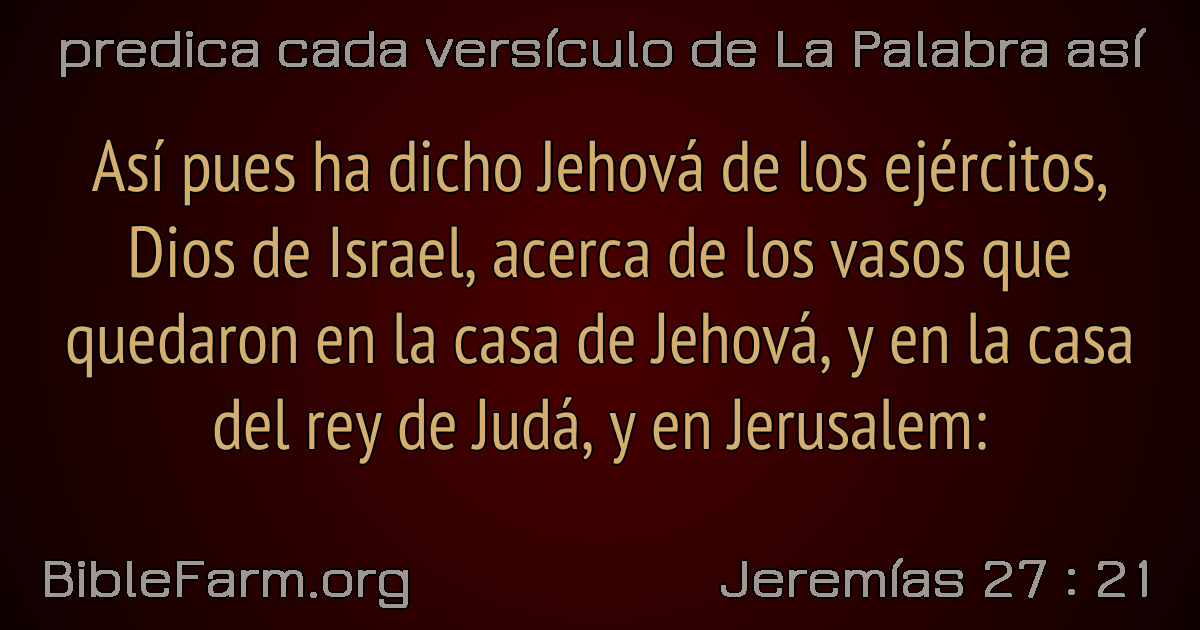 predica cada versículo de La Palabra así
Así pues ha dicho Jehová de los ejércitos,
Dios de Israel, acerca de los vasos que
quedaron en la casa de Jehová, y en la casa
del rey de Judá, y en Jerusalem:
BibleFarm.org
Jeremías 27 : 21